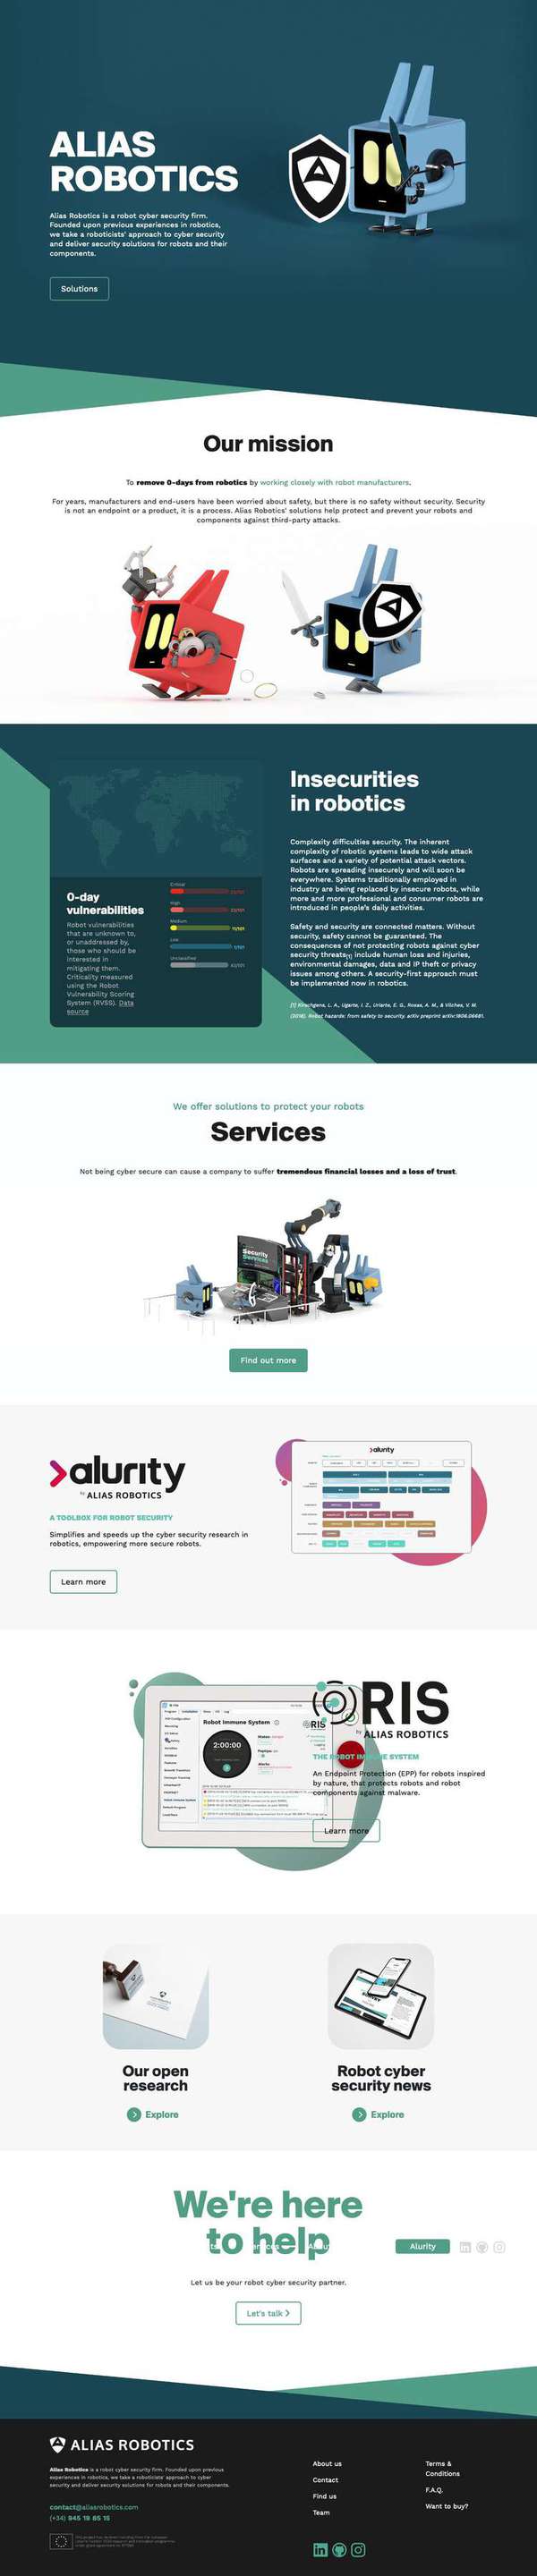 ALIAS
ROBOTICS
Alias Robotics is a robot cyber security firm.
Founded upon previous experiences in robotics,
we take a roboticists' approach to cyber security
and deliver security solutions for robots and their
components.
Solutions
Our mission
To remove 0-days from robotics by working closely with robot manufacturers.
For years, manufacturers and end-users have been worried about safety, but there is no safety without security. Security
is not an endpoint or a product, it is a process. Alias Robotics' solutions help protect and prevent your robots and
components against third-party attacks.
0-day
vulnerabilities
Robot vulnerabilities
that are unknown to,
or unaddressed by,
those who should be
interested in
mitigating them.
Criticality measured
using the Robot
Vulnerability Scoring
System (RVSS). Data
source
Critical
High
Medium
Low
Unclassified
Insecurities
in robotics
Complexity difficulties security. The inherent
complexity of robotic systems leads to wide attack
surfaces and a variety of potential attack vectors.
Robots are spreading insecurely and will soon be
everywhere. Systems traditionally employed in
industry are being replaced by insecure robots, while
more and more professional and consumer robots are
introduced in people's daily activities.
Safety and security are connected matters. Without
security, safety cannot be guaranteed. The
consequences of not protecting robots against cyber
security threats[1] include human loss and injuries,
environmental damages, data and IP theft or privacy
issues among others. A security-first approach must
be implemented now in robotics.
[1] Kirschgens, L. A., Ugarte, I. Z., Uriarte, E. G., Rosas, A. M., & Vilches, V. M.
(2018). Robot hazards: from safety to security. arXiv preprint arXiv:1806.06681.
We offer solutions to protect your robots
Services
Not being cyber secure can cause a company to suffer tremendous financial losses and a loss of trust.
Security
Services
Find out more
alurity
by ALIAS ROBOTICS
A TOOLBOX FOR ROBOT SECURITY
Simplifies and speeds up the cyber security research in
robotics, empowering more secure robots.
Learn more
alurity
Robot Immune System
RIS
2:00:00
RIS
by ALIAS ROBOTICS
THE ROBOT IMMUNE SYSTEM
An Endpoint Protection (EPP) for robots inspired
by nature, that protects robots and robot
components against malware.
Learn more
Our open
research
Explore
Robot cyber
security news
Explore
We're here
to help
Alurity
Let us be your robot cyber security partner.
Let's talk
ALIAS ROBOTICS
Alias Robotics is a robot cyber security firm. Founded upon previous
experiences in robotics, we take a roboticists' approach to cyber
security and deliver security solutions for robots and their components.
contact@aliasrobotics.com
(+34) 945 19 85 15
About us
Contact
Find us
Team
Terms &
Conditions
F.A.Q.
Want to buy?